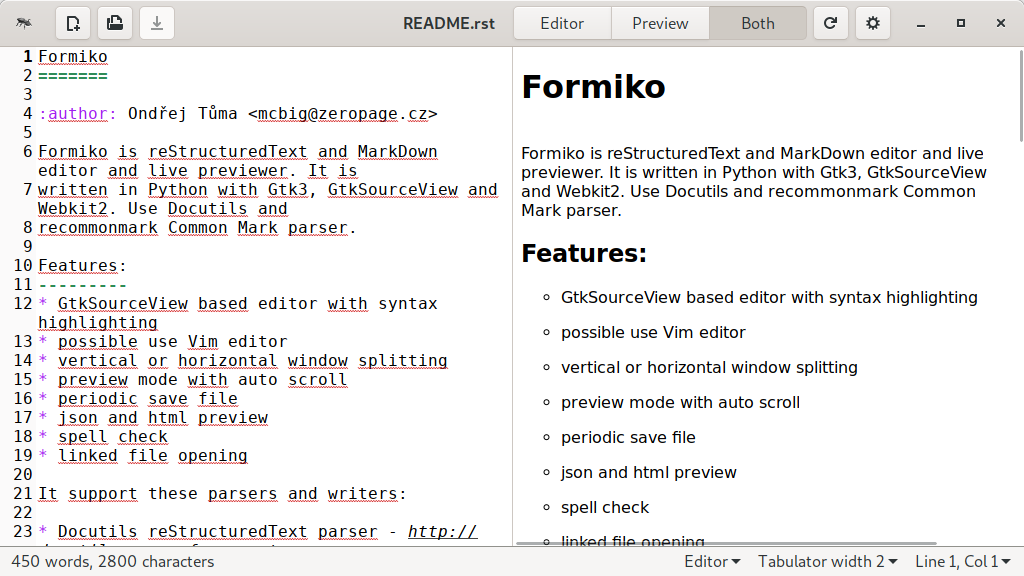 README.rst
Editor
Preview
Both
1 Formiko
2 =======
3
4 :author: Ondřej Tůma <mcbig@zeropage.cz>
5
6 Formiko is reStructuredText and MarkDown
editor and live previewer. It is
7 written in Python with Gtk3, GtkSourceView and
Webkit2. Use Docutils and
8 recommonmark Common Mark parser.
9
10 Features:
11 ---------
12 * GtkSourceView based editor with syntax
highlighting
13 * possible use Vim editor
14 * vertical or horizontal window splitting
15 * preview mode with auto scroll
16 * periodic save file
17 * json and html preview
18 * spell check
19 * linked file opening
20
21 It support these parsers and writers:
22
23 * Docutils reStructuredText parser - http://
Formiko
Formiko is reStructuredText and MarkDown editor and live
previewer. It is written in Python with Gtk3, GtkSourceView
and Webkit2. Use Docutils and recommonmark Common
Mark parser.
Features:
GtkSourceView based editor with syntax highlighting
possible use Vim editor
vertical or horizontal window splitting
preview mode with auto scroll
periodic save file
json and html preview
spell check
linked file opening
450 words, 2800 characters
Editor
Tabulator width 2
Line 1, Col 1